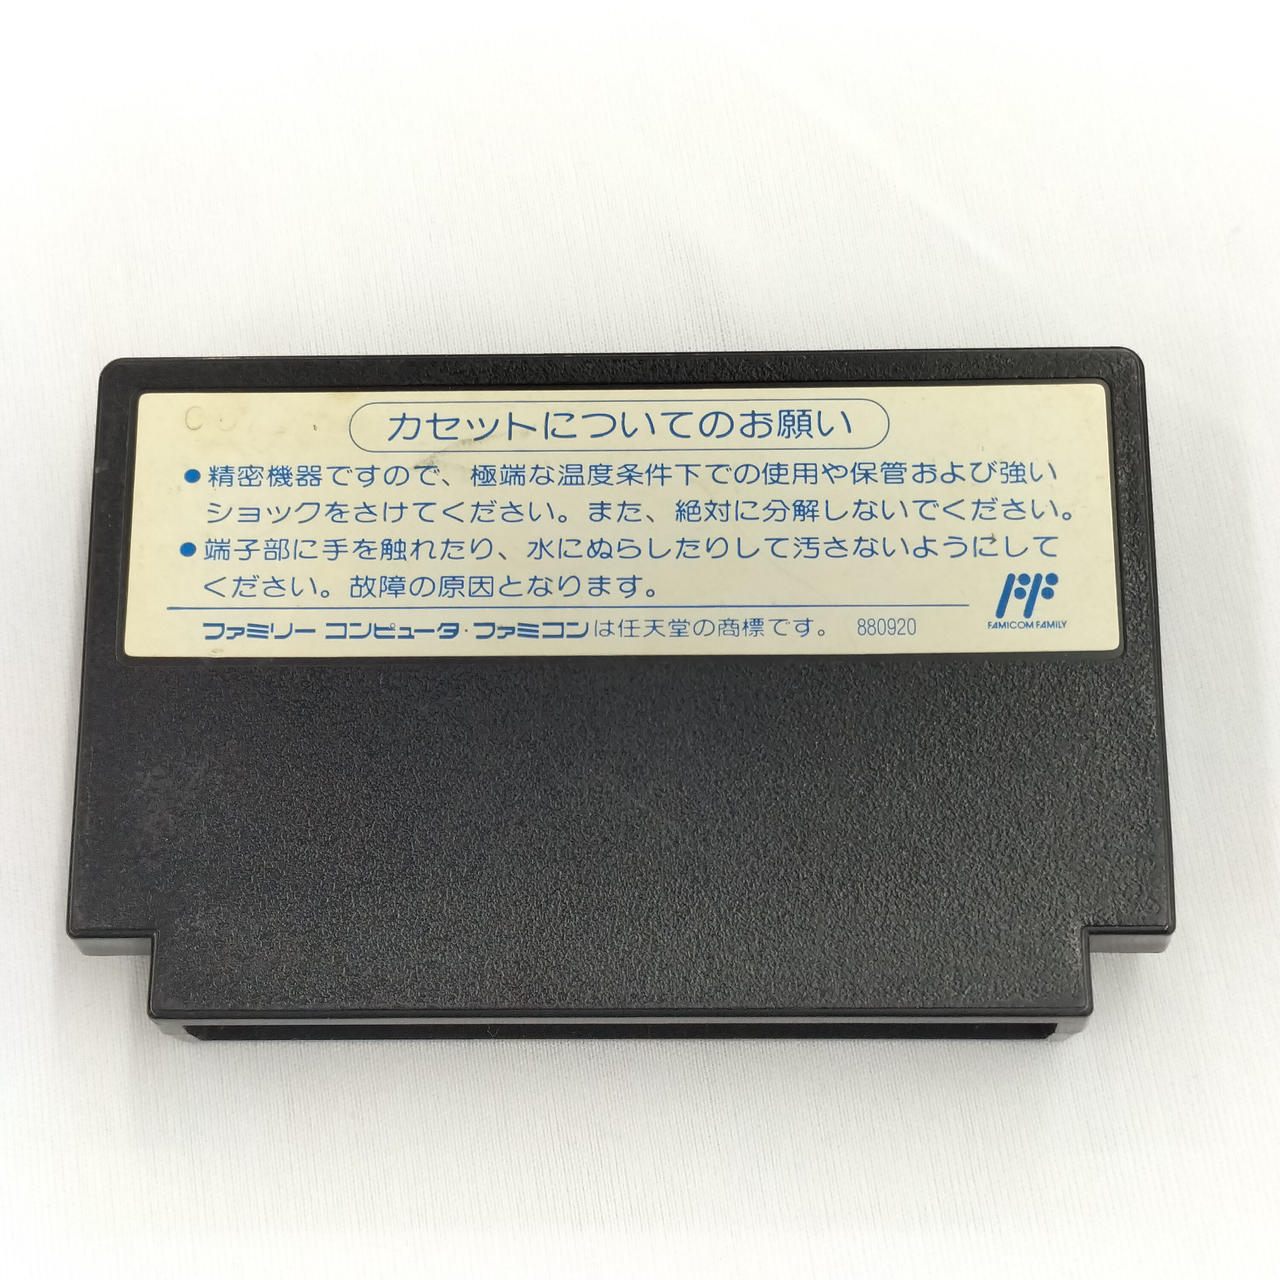 カセットについてのお願い
●精密機器ですので、極端な温度条件下での使用や保管および強い
ショックをさけてください。また、絶対に分解しないでください。
●端子部に手を触れたり、水にぬらしたりして汚さないようにして
ください。故障の原因となります。
FAMICOM FAMILY
ファミリー コンピュータ・ファミコンは任天堂の商標です。 880920